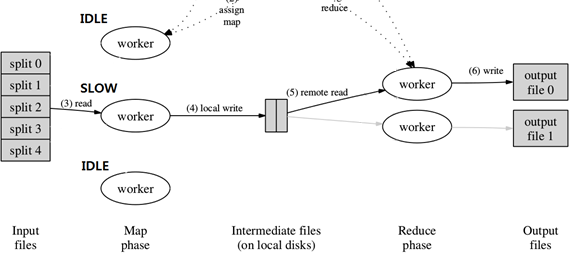 assign
map
reduce
IDLE
worker
split 0
split 1
split 2
split 3
split 4
(3) read
SLOW
worker
(4) local write
(5) remote read
worker
(6) write
output
file 0
worker
output
file 1
IDLE
worker
Input
files
Map
phase
Intermediate files
(on local disks)
Reduce
phase
Output
files